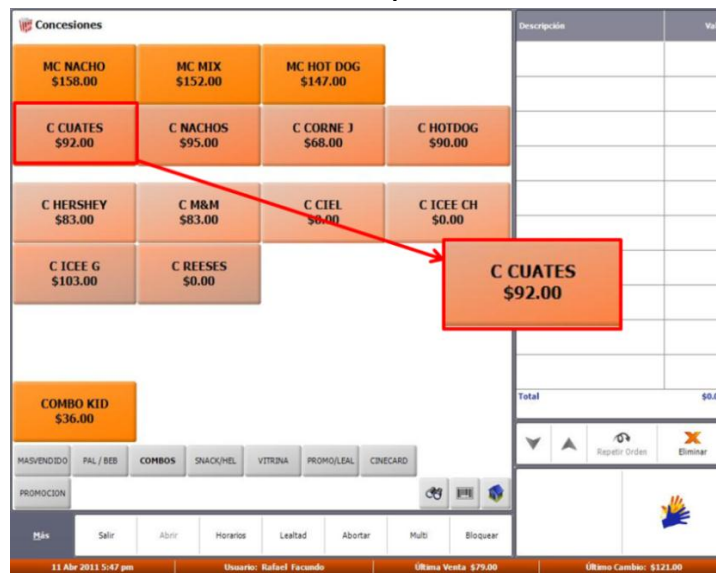 Concesiones
Descripción
MC NACHO
$158.00
MC MIX
$152.00
MC HOT DOG
$147.00
C CUATES
$92.00
C NACHOS
$95.00
C CORNE J
$68.00
C HOTDOG
$90.00
C HERSHEY
$83.00
C M&M
$83.00
C CIEL
$0.00
C ICEE CH
$0.00
C ICEE G
$103.00
C REESES
$0.00
C CUATES
$92.00
COMBO KID
$36.00
Total
MASVENDIDO
PAL / BEB
COMBOS
SNACK/HEL
VITRINA
PROMO/LEAL
CINECARD
PROMOCION
Repetir Orden
Eliminar
Más
Salir
Abrir
Horarios
Lealtad
Abortar
Multi
Bloquear
11 Abr 2011 5:47 pm
Usuario: Rafael Facundo
Última Venta $79.00
Último Cambio: $121.00